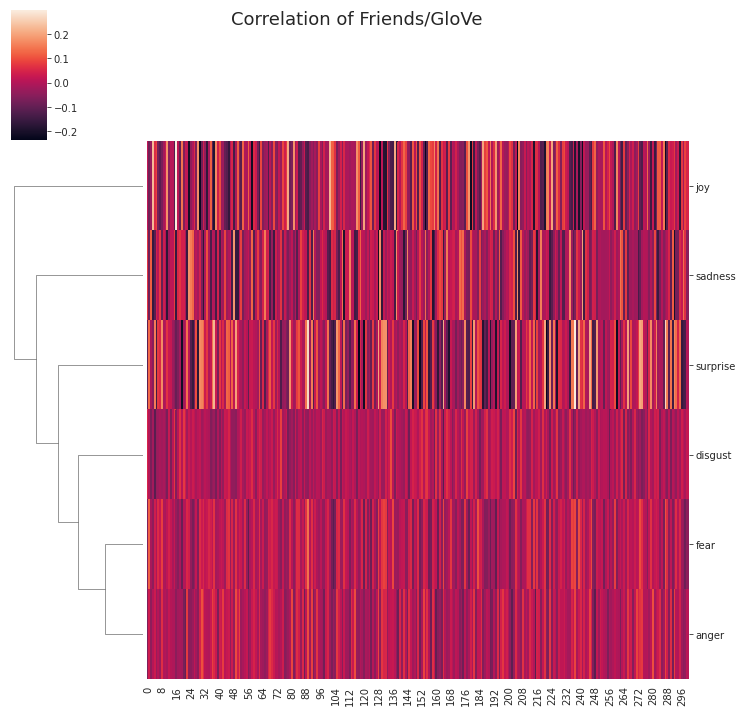 Correlation of Friends/GloVe
0.2
0.1
0.0
−0.1
−0.2
joy
sadness
surprise
disgust
fear
anger
0 8 16 24 32 40 48 56 64 72 80 88 96 104 112 120 128 136 144 152 160 168 176 184 192 200 208 216 224 232 240 248 256 264 272 280 288 296